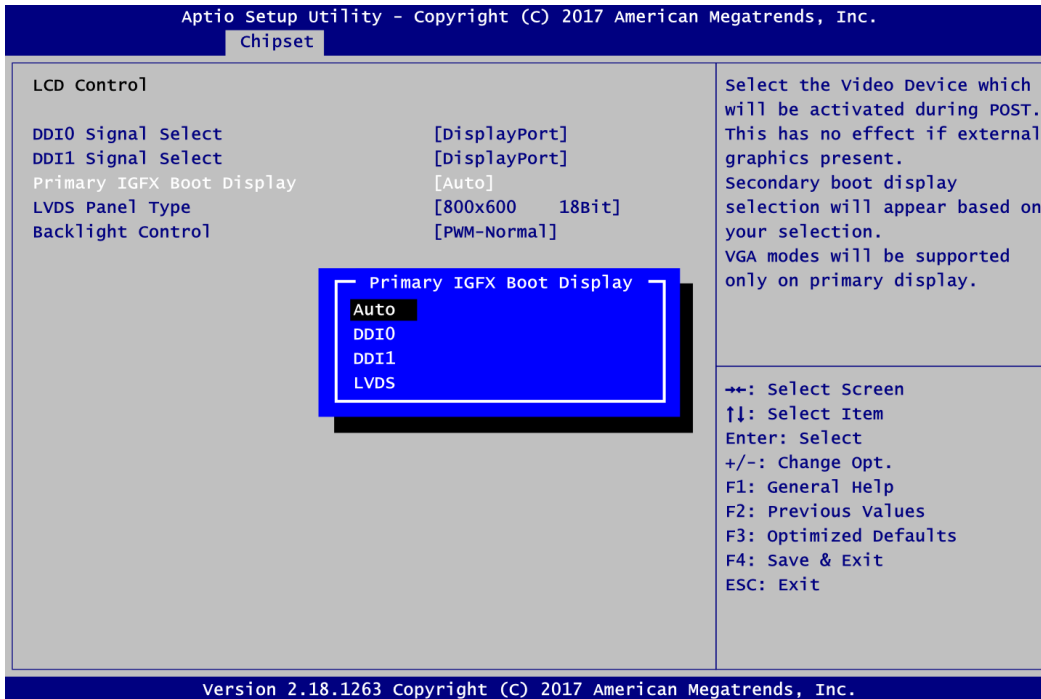 Aptio Setup Utility – Copyright (C) 2017 American Megatrends, Inc.
Chipset
LCD Control
DDI0 Signal Select [DisplayPort]
DDI1 Signal Select [DisplayPort]
Primary IGFX Boot Display [Auto]
LVDS Panel Type [800x600 18Bit]
Backlight Control [PWM-Normal]
Primary IGFX Boot Display
Auto
DDI0
DDI1
LVDS
Select the Video Device which
will be activated during POST.
This has no effect if external
graphics present.
Secondary boot display
selection will appear based on
your selection.
VGA modes will be supported
only on primary display.
→←: Select Screen
↑↓: Select Item
Enter: Select
+/-: Change Opt.
F1: General Help
F2: Previous Values
F3: Optimized Defaults
F4: Save & Exit
ESC: Exit
Version 2.18.1263 Copyright (C) 2017 American Megatrends, Inc.